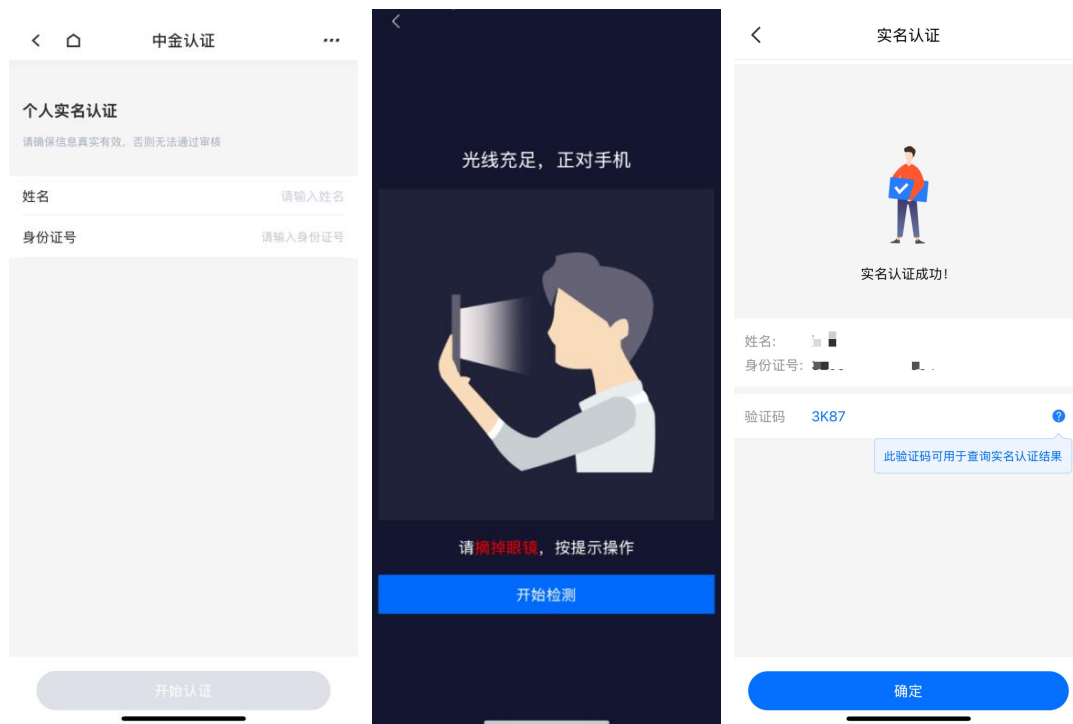 中金认证
个人实名认证
请确保信息真实有效，否则无法通过审核
姓名 请输入姓名
身份证号 请输入身份证号
开始认证
光线充足，正对手机
请摘掉眼镜，按提示操作
开始检测
实名认证
实名认证成功！
姓名:
身份证号:
验证码 3K87
此验证码可用于查询实名认证结果
确定